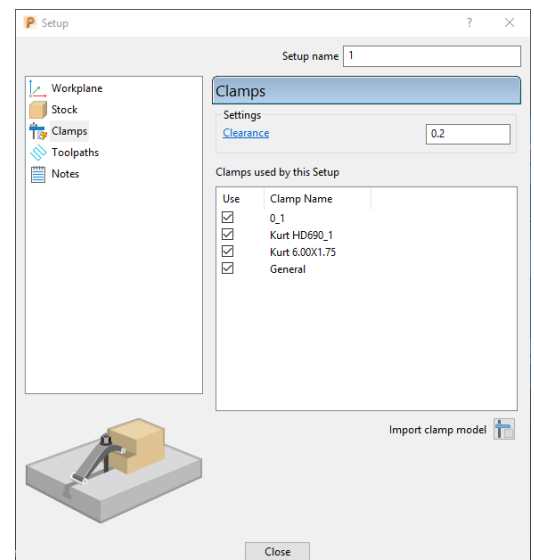 P Setup ? ×
Setup name 1
Workplane
Stock
Clamps
Toolpaths
Notes
Clamps
Settings
Clearance 0.2
Clamps used by this Setup
Use Clamp Name
0_1
Kurt HD690_1
Kurt 6.00X1.75
General
Import clamp model
Close